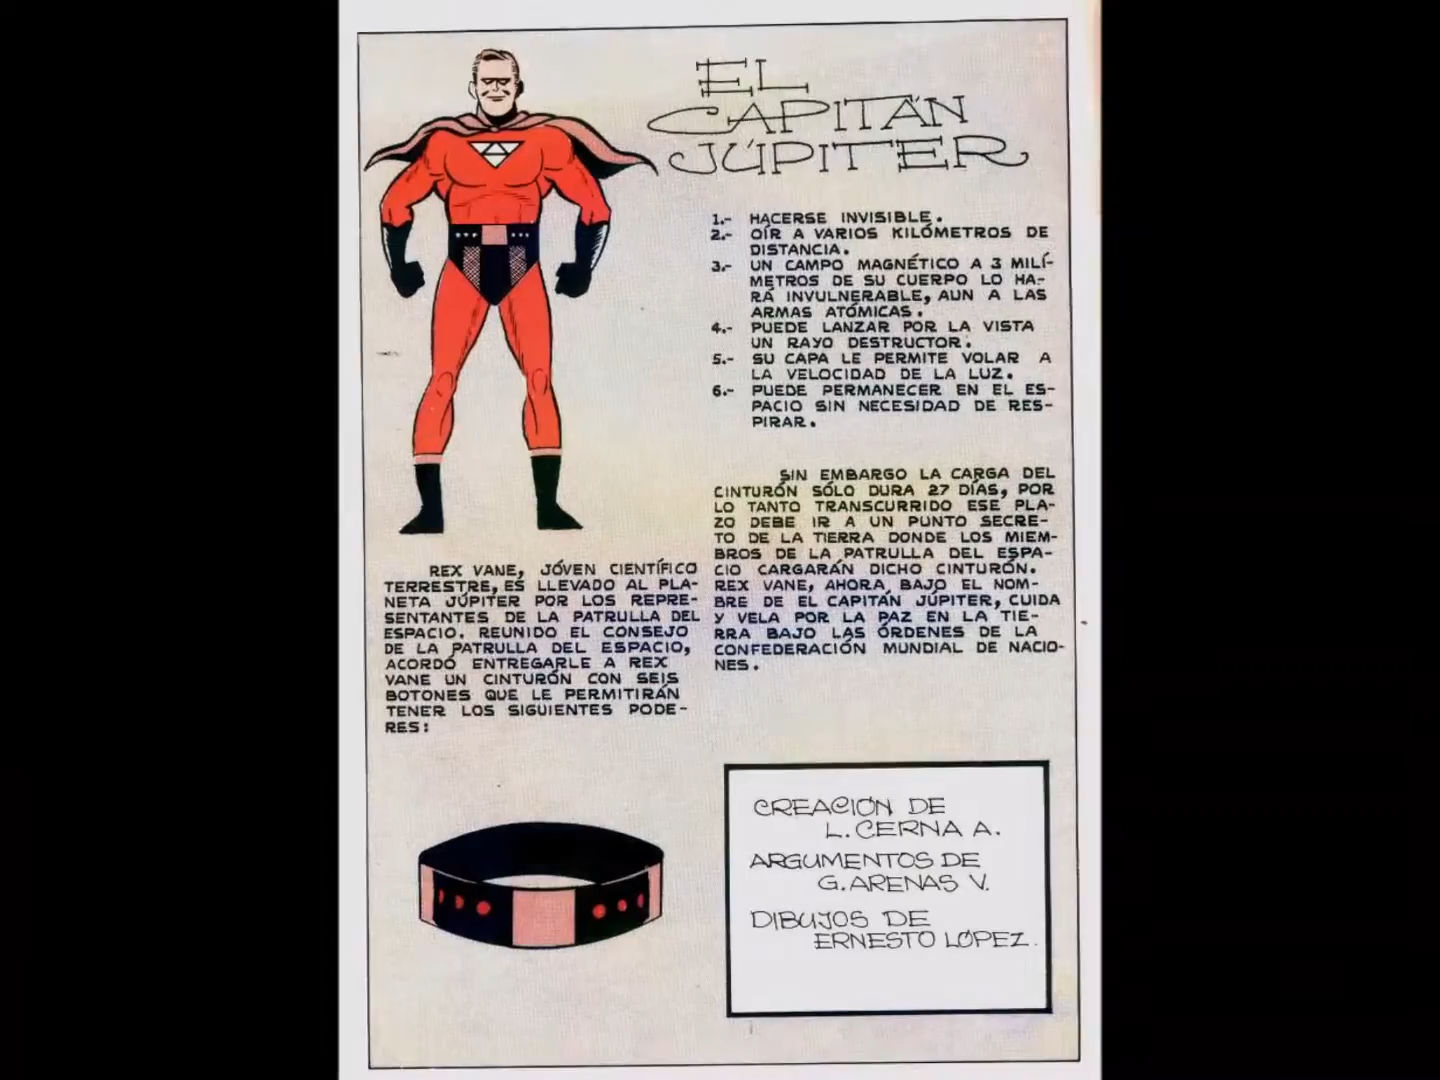 EL
CAPITÁN
JÚPITER
REX VANE, JÓVEN CIENTÍFICO
TERRESTRE, ES LLEVADO AL PLA-
NETA JÚPITER POR LOS REPRE-
SENTANTES DE LA PATRULLA DEL
ESPACIO. REUNIDO EL CONSEJO
DE LA PATRULLA DEL ESPACIO,
ACORDÓ ENTREGARLE A REX
VANE UN CINTURÓN CON SEIS
BOTONES QUE LE PERMITIRÁN
TENER LOS SIGUIENTES PODE-
RES:
1.- HACERSE INVISIBLE.
2.- OÍR A VARIOS KILÓMETROS DE
DISTANCIA.
3.- UN CAMPO MAGNÉTICO A 3 MILÍ-
METROS DE SU CUERPO LO HA-
RÁ INVULNERABLE, AUN A LAS
ARMAS ATÓMICAS.
4.- PUEDE LANZAR POR LA VISTA
UN RAYO DESTRUCTOR.
5.- SU CAPA LE PERMITE VOLAR A
LA VELOCIDAD DE LA LUZ.
6.- PUEDE PERMANECER EN EL ES-
PACIO SIN NECESIDAD DE RES-
PIRAR.
SIN EMBARGO LA CARGA DEL
CINTURÓN SÓLO DURA 27 DÍAS, POR
LO TANTO TRANSCURRIDO ESE PLA-
ZO DEBE IR A UN PUNTO SECRE-
TO DE LA TIERRA DONDE LOS MIEM-
BROS DE LA PATRULLA DEL ESPA-
CIO CARGARÁN DICHO CINTURÓN.
REX VANE, AHORA BAJO EL NOM-
BRE DE EL CAPITÁN JÚPITER, CUIDA
Y VELA POR LA PAZ EN LA TIE-
RRA BAJO LAS ÓRDENES DE LA
CONFEDERACIÓN MUNDIAL DE NACIO-
NES.
CREACIÓN DE
L. CERNA A.
ARGUMENTOS DE
G. ARENAS V.
DIBUJOS DE
ERNESTO LÓPEZ.